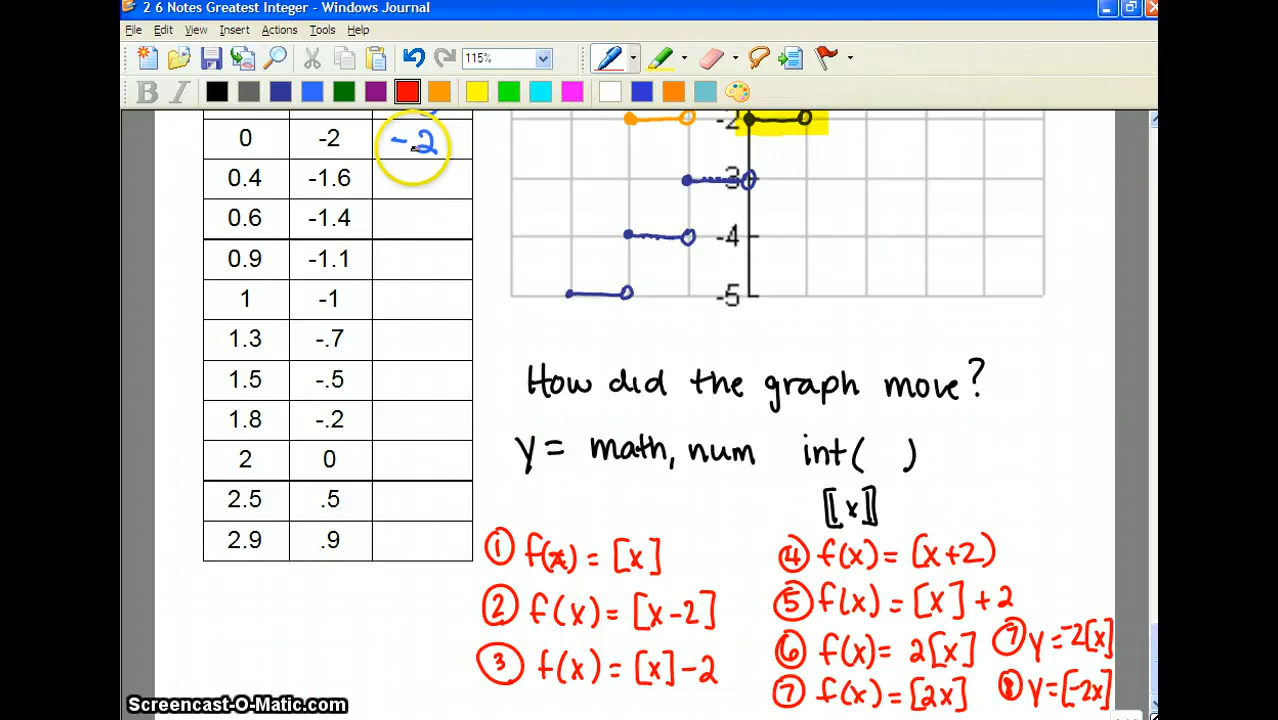 2 6 Notes Greatest Integer - Windows Journal
File Edit View Insert Actions Tools Help
115%
B I
0 -2 -2
0.4 -1.6
0.6 -1.4
0.9 -1.1
1 -1
1.3 -.7
1.5 -.5
1.8 -.2
2 0
2.5 .5
2.9 .9
-2
-3
-4
-5
How did the graph move?
y = math, num int( )
⟦x⟧
① f(x) = [x]
② f(x) = [x-2]
③ f(x) = [x]-2
④ f(x) = [x+2)
⑤ f(x) = [x] +2
⑥ f(x) = 2[x]
⑦ f(x) = [2x]
⑦ y = -2[x]
⑧ y = [-2x]
Screencast-O-Matic.com